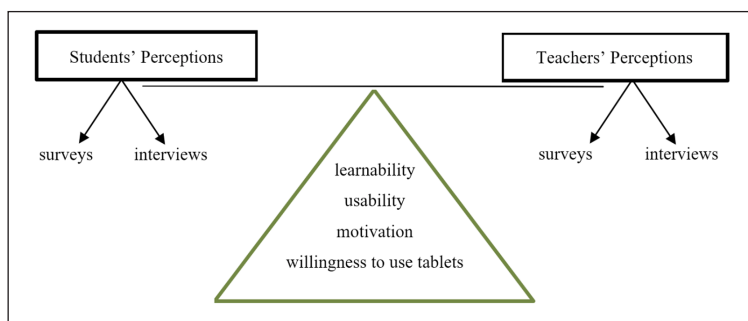 Students’ Perceptions
Teachers’ Perceptions
surveys
interviews
surveys
interviews
learnability
usability
motivation
willingness to use tablets